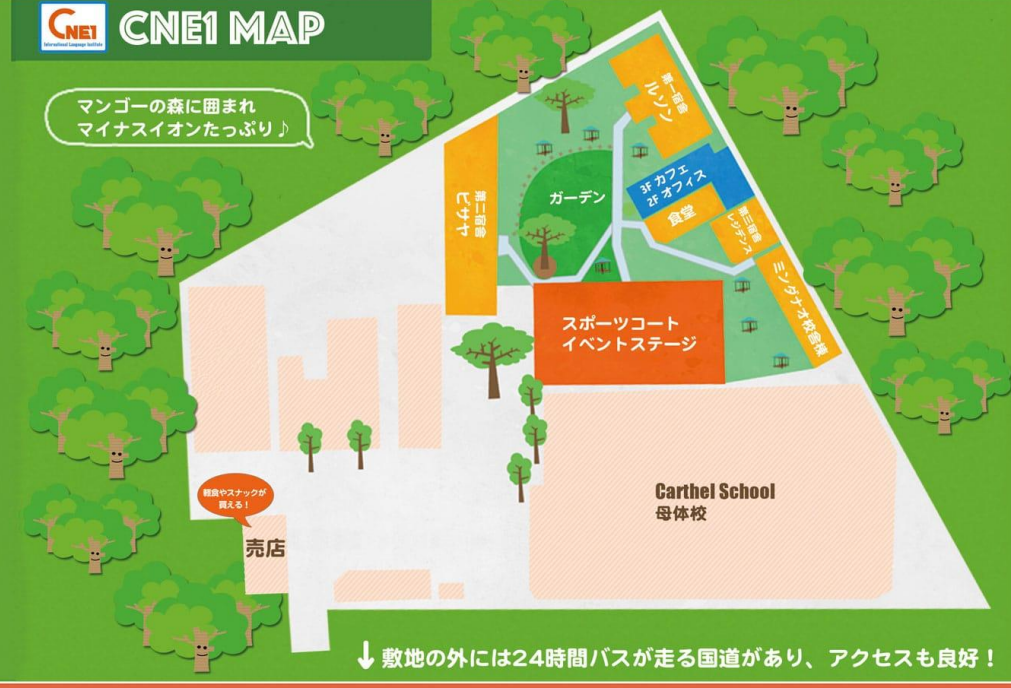 CNE1
International Language Institute
CNE1 MAP
マンゴーの森に囲まれ
マイナスイオンたっぷり♪
第一宿舎
ルソン
第二宿舎
ビサヤ
ガーデン
3F カフェ
2F オフィス
食堂
第三宿舎
レジデンス
ミンダナオ校舎棟
スポーツコート
イベントステージ
Carthel School
母体校
軽食やスナックが
買える！
売店
↓敷地の外には24時間バスが走る国道があり、アクセスも良好！